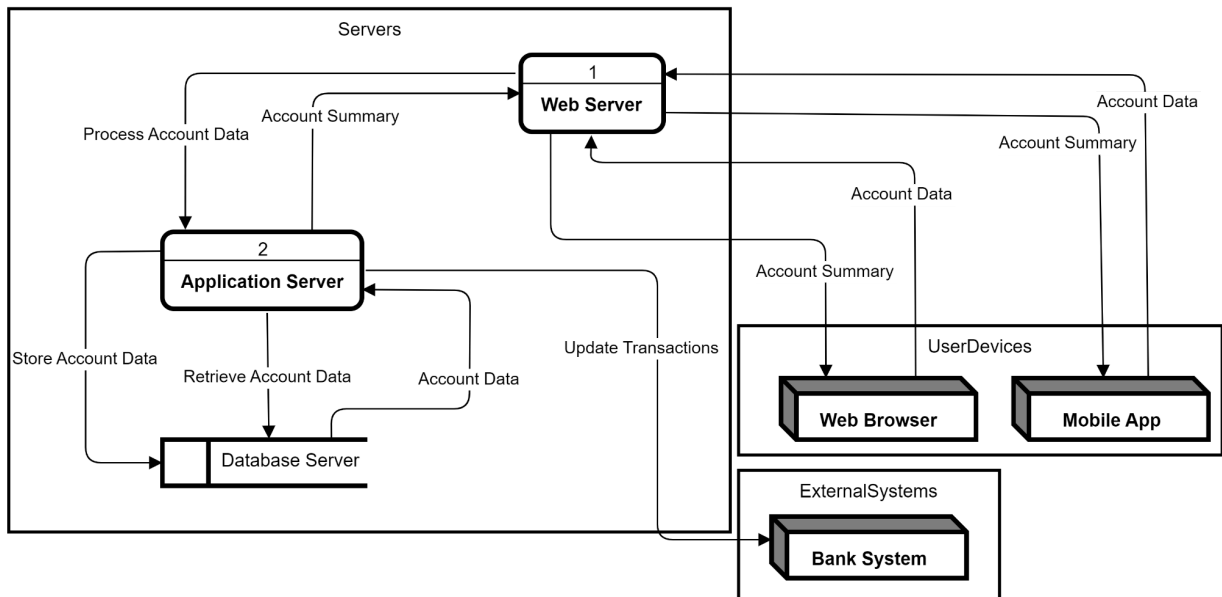 Servers
1
Web Server
Account Data
Process Account Data
Account Summary
Account Summary
Account Data
2
Application Server
Account Summary
Store Account Data
Retrieve Account Data
Account Data
Update Transactions
UserDevices
Web Browser
Mobile App
Database Server
ExternalSystems
Bank System